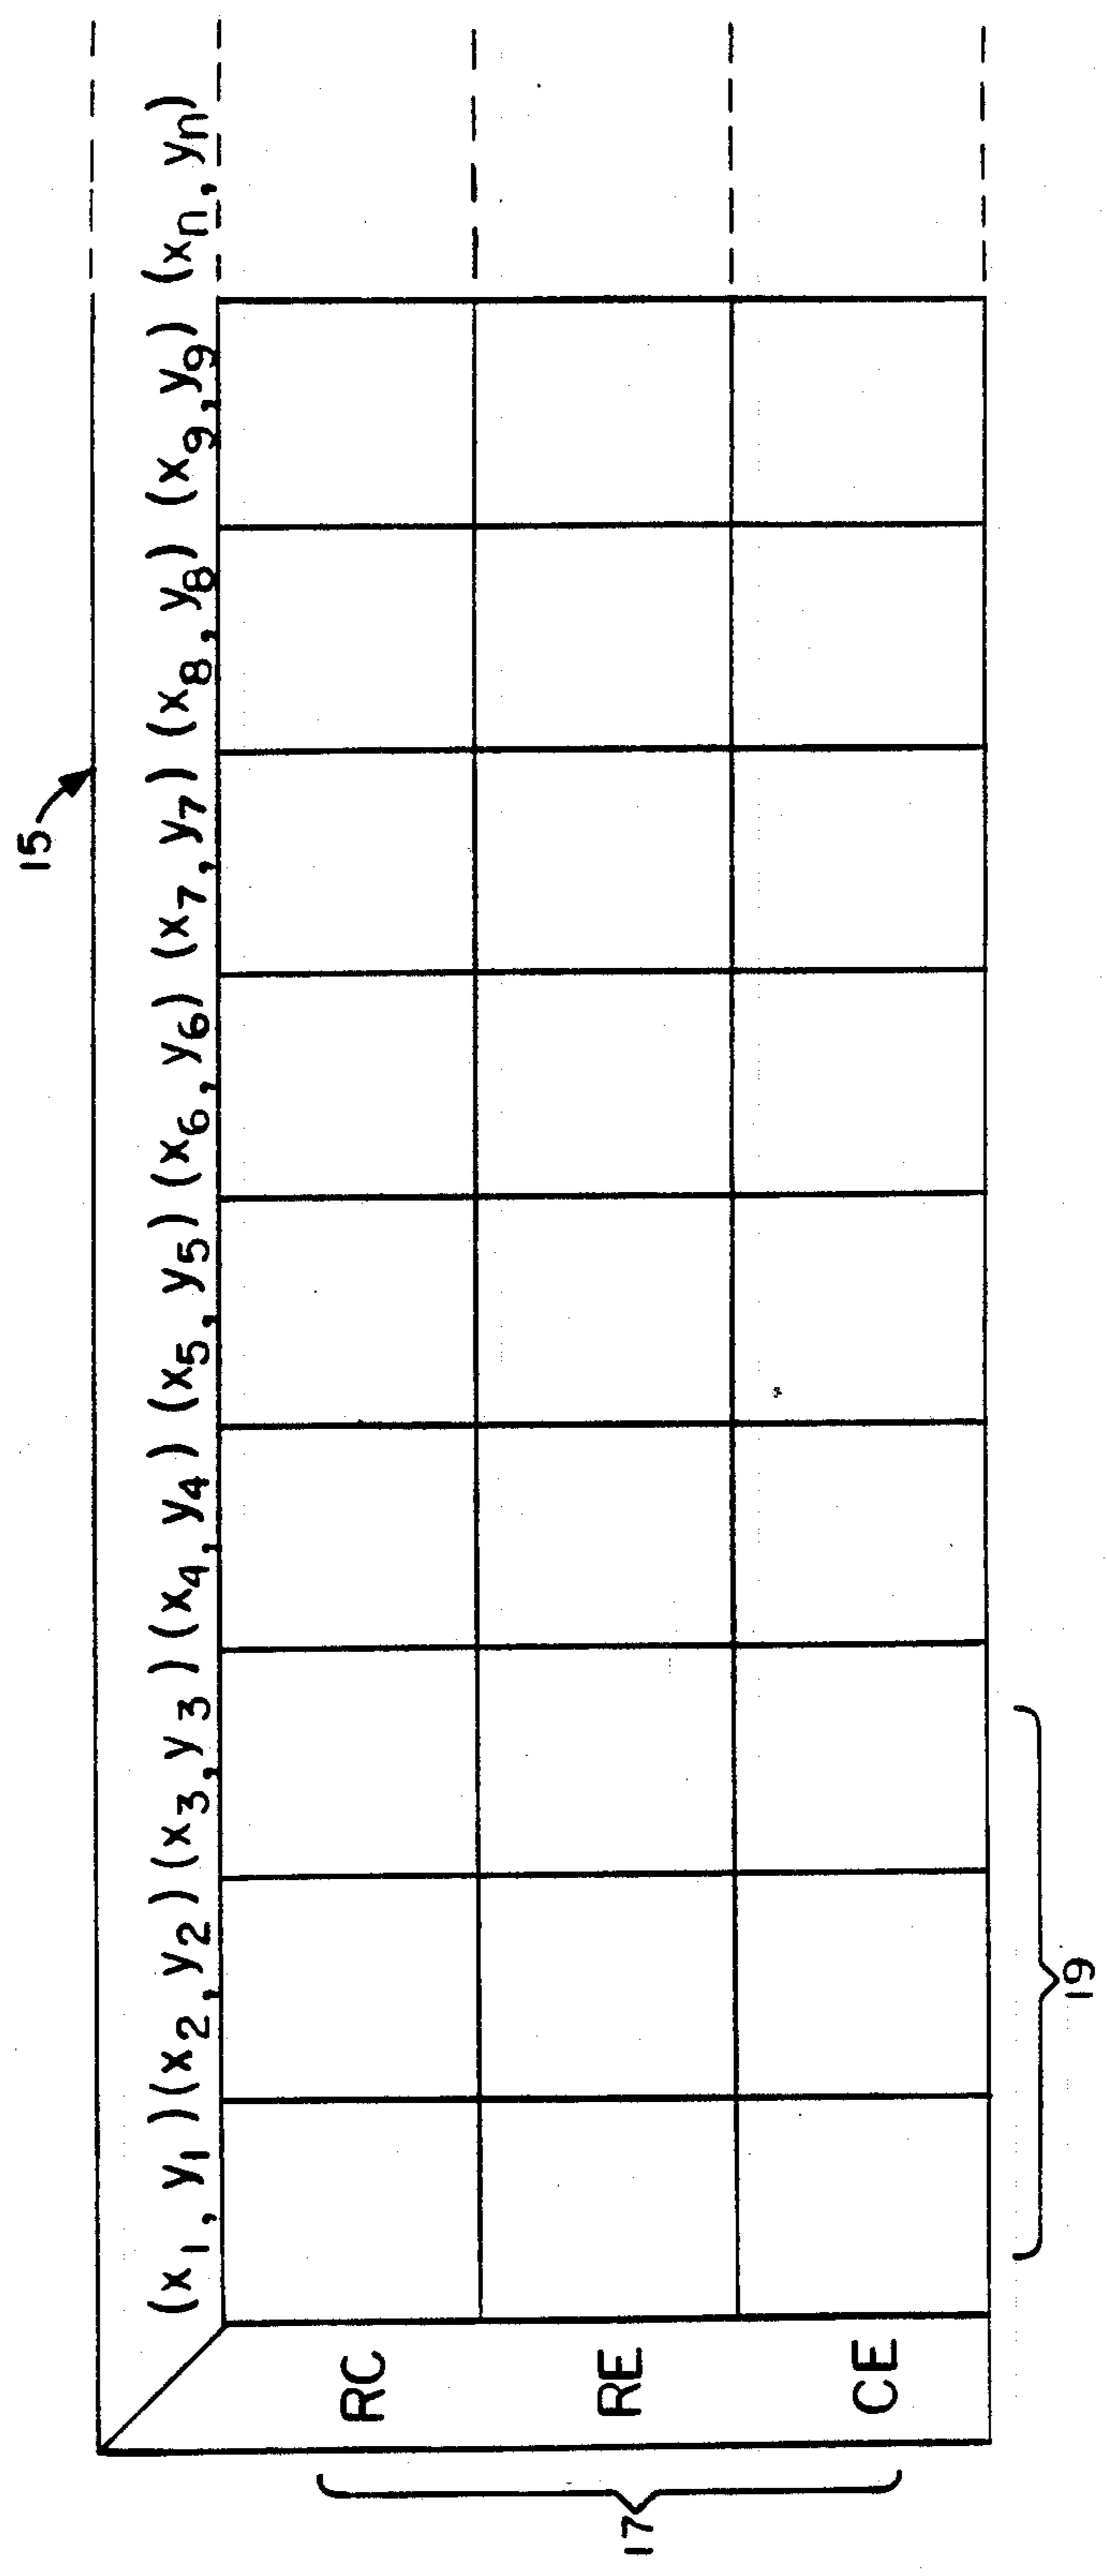 15
(x1, y1) (x2, y2) (x3, y3) (x4, y4) (x5, y5) (x6, y6) (x7, y7) (x8, y8) (x9, y9) (xn, yn)
RC
RE
CE
17
19